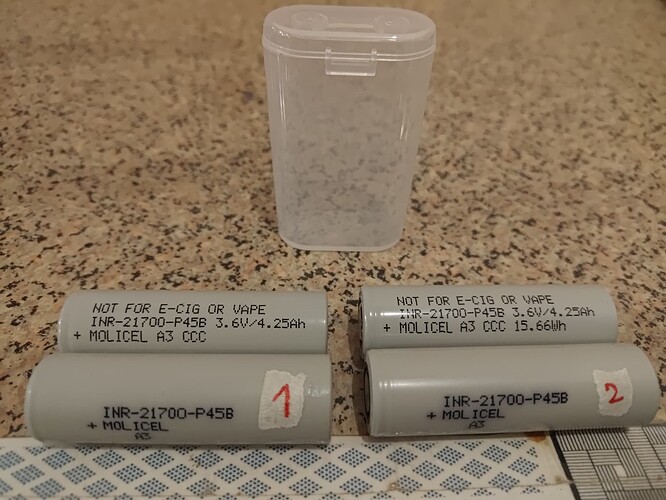 NOT FOR E-CIG OR VAPE
INR-21700-P45B 3.6V/4.25Ah
+ MOLICEL A3 CCC
NOT FOR E-CIG OR VAPE
INR-21700-P45B 3.6V/4.25Ah
+ MOLICEL A3 CCC 15.66Wh
INR-21700-P45B
+ MOLICEL
A3
1
INR-21700-P45B
+ MOLICEL
A3
2